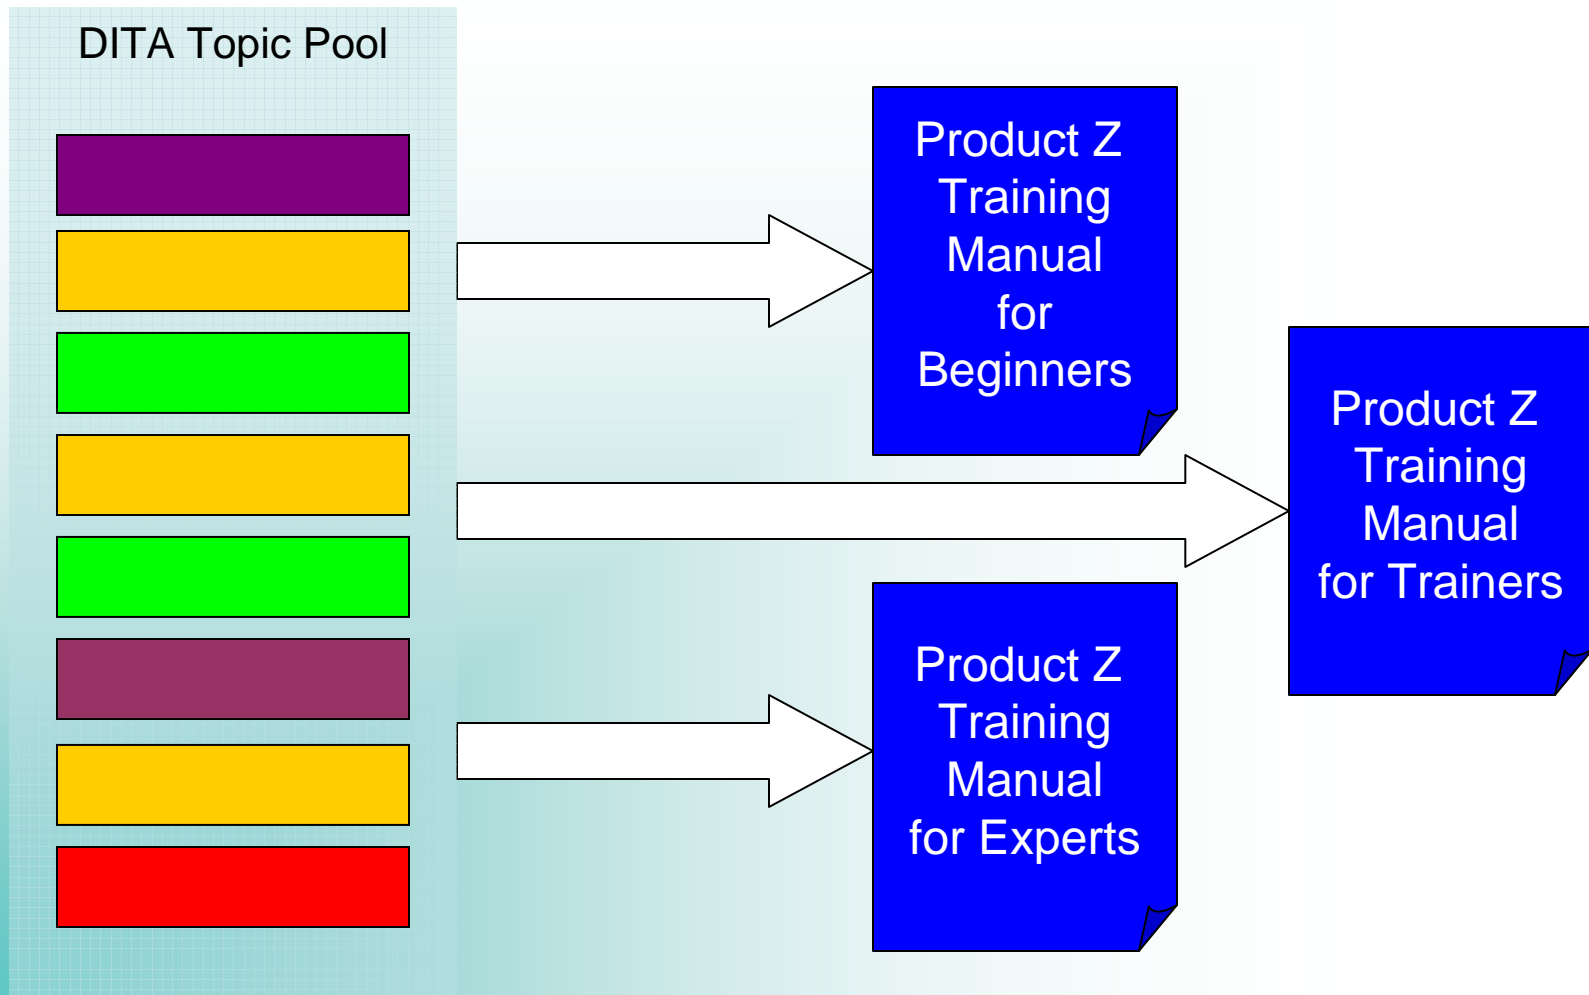 DITA Topic Pool
Product Z
Training
Manual
for
Beginners
Product Z
Training
Manual
for Trainers
Product Z
Training
Manual
for Experts